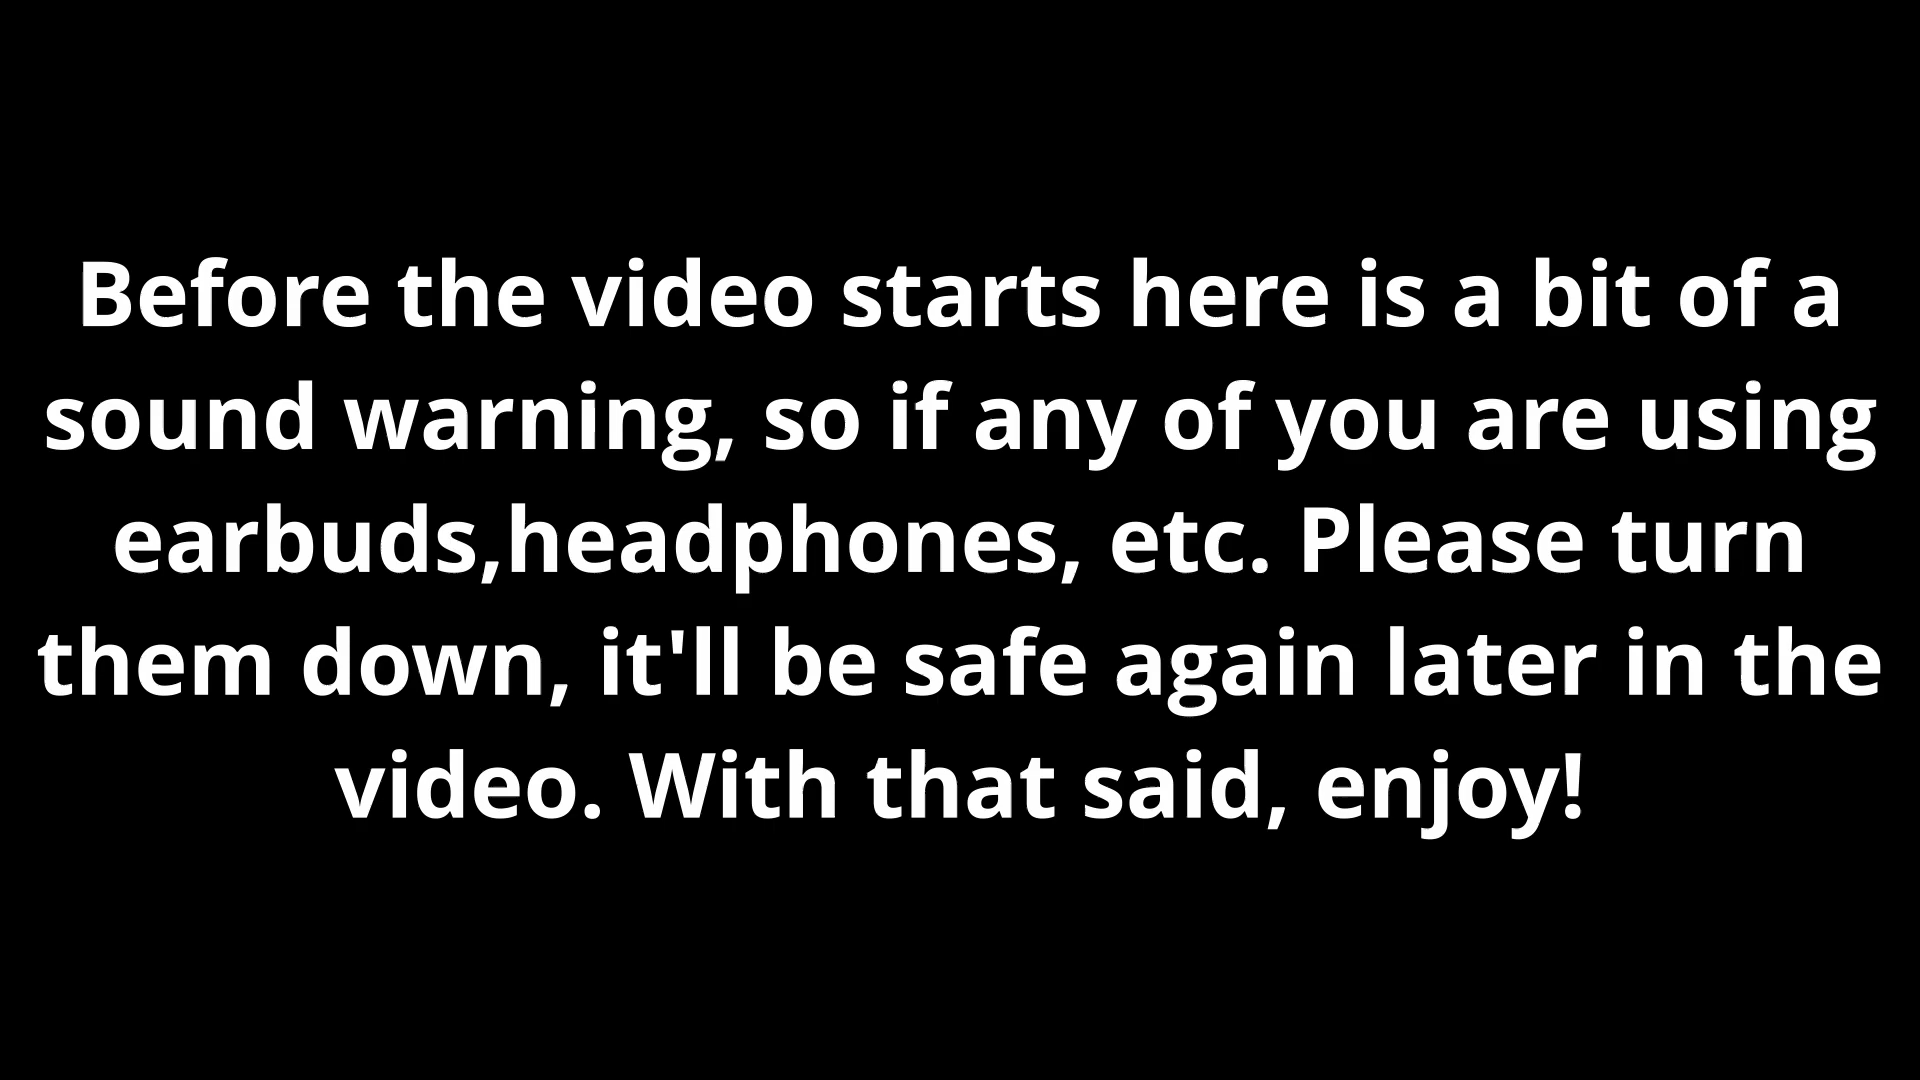 Before the video starts here is a bit of a
sound warning, so if any of you are using
earbuds,headphones, etc. Please turn
them down, it'll be safe again later in the
video. With that said, enjoy!